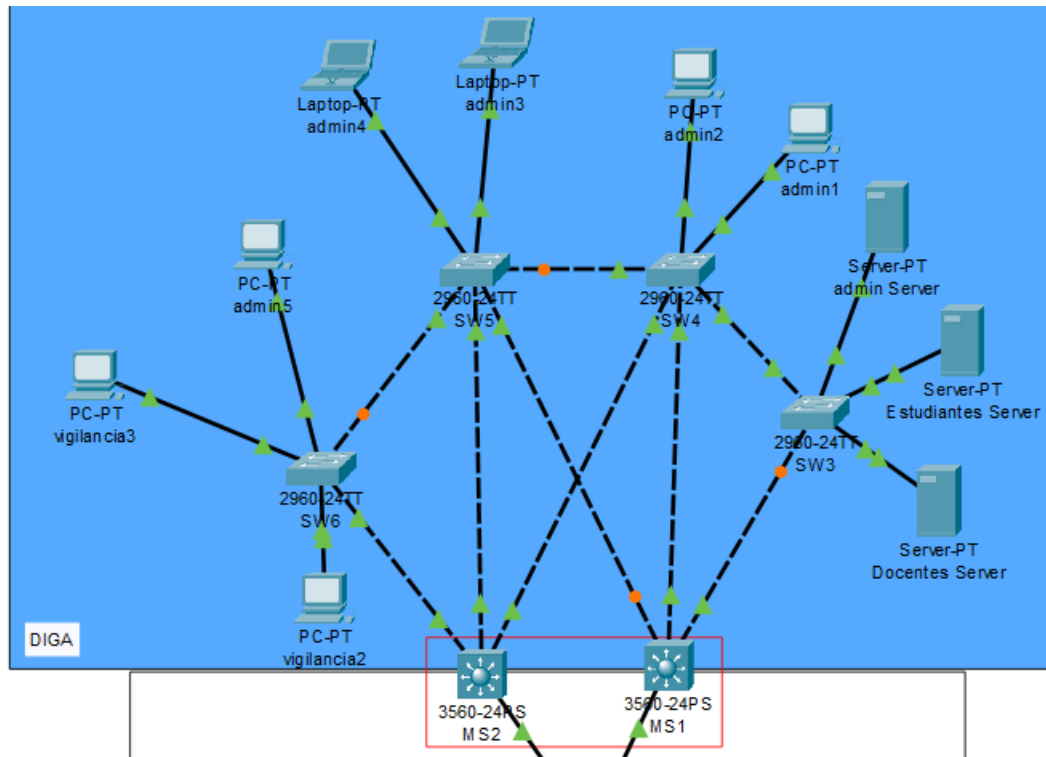 Laptop-PT
admin4
Laptop-PT
admin3
PC-PT
admin2
PC-PT
admin1
PC-PT
admin5
2960-24TT
SW5
2960-24TT
SW4
Server-PT
admin Server
PC-PT
vigilancia3
2960-24TT
SW6
2960-24TT
SW3
Server-PT
Estudiantes Server
Server-PT
Docentes Server
DIGA
PC-PT
vigilancia2
3560-24PS
MS2
3560-24PS
MS1